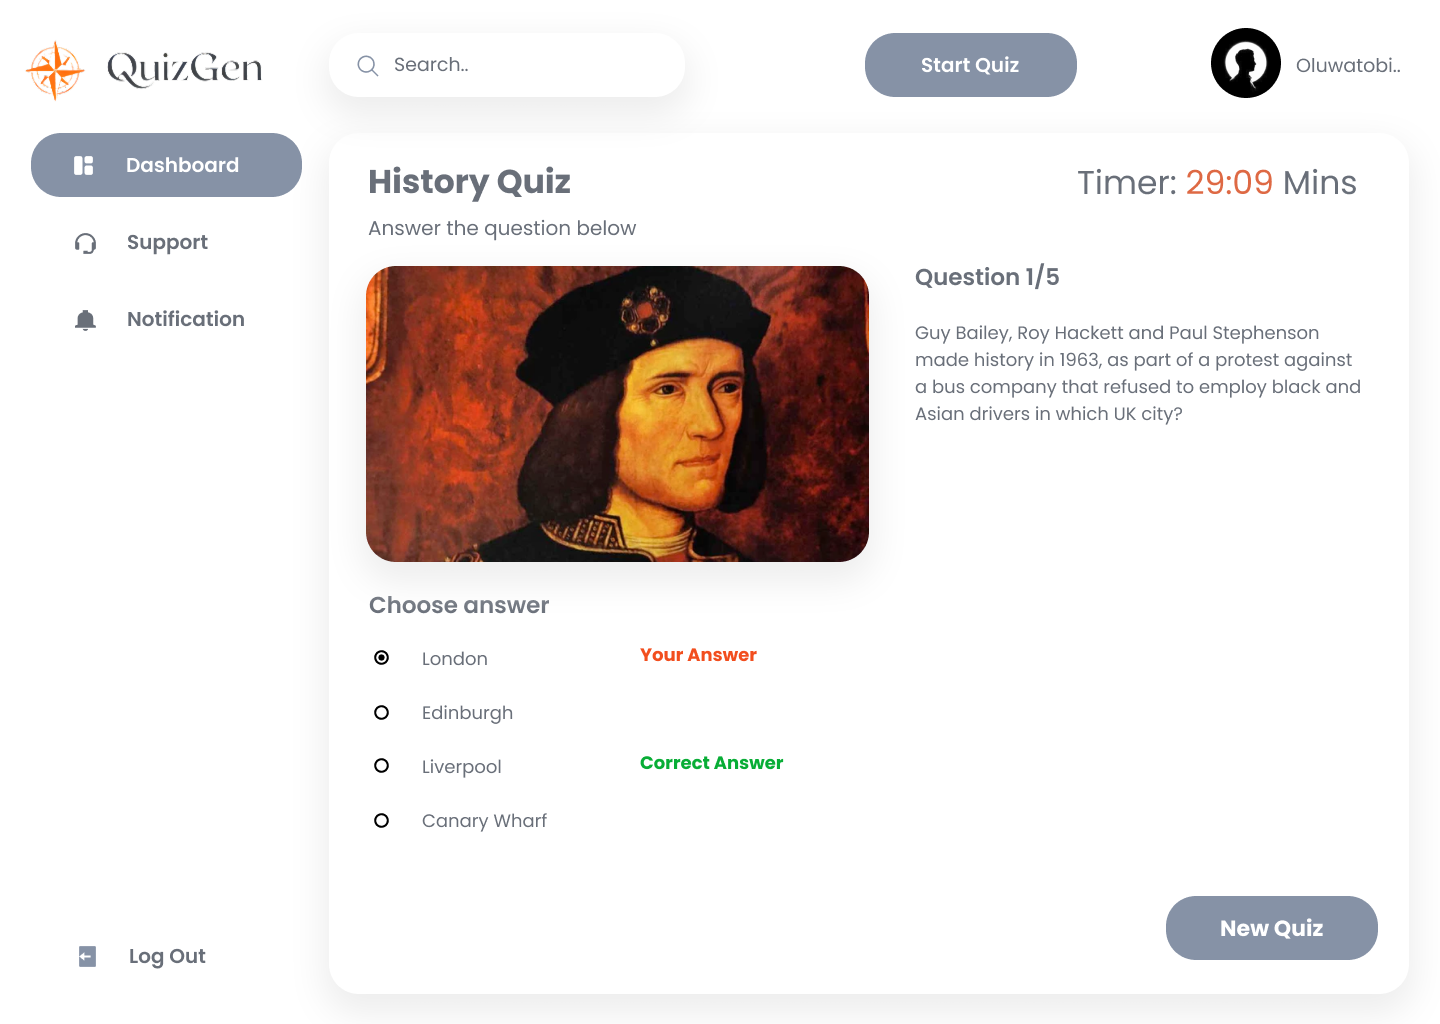 QuizGen
Search..
Start Quiz
Oluwatobi..
Dashboard
Support
Notification
Log Out
History Quiz
Timer: 29:09 Mins
Answer the question below
Question 1/5
Guy Bailey, Roy Hackett and Paul Stephenson
made history in 1963, as part of a protest against
a bus company that refused to employ black and
Asian drivers in which UK city?
Choose answer
London
Your Answer
Edinburgh
Liverpool
Correct Answer
Canary Wharf
New Quiz